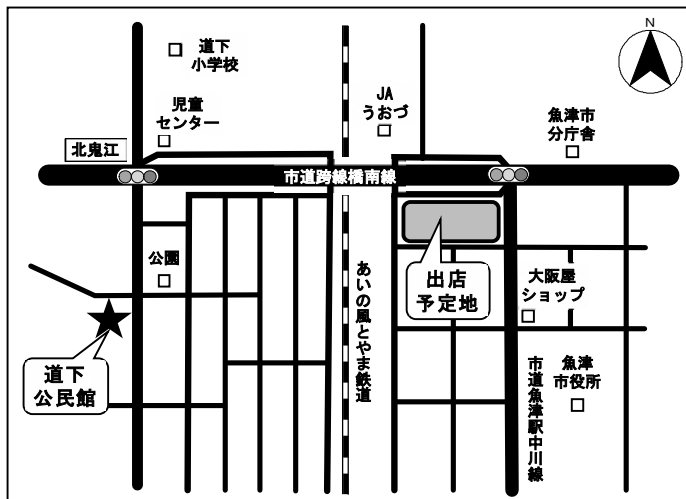 N
道下
小学校
児童
センター
北鬼江
JA
うおづ
魚津市
分庁舎
市道跨線橋南線
公園
あいの風とやま鉄道
出店
予定地
大阪屋
ショップ
道下
公民館
市道魚津駅中川線
魚津
市役所